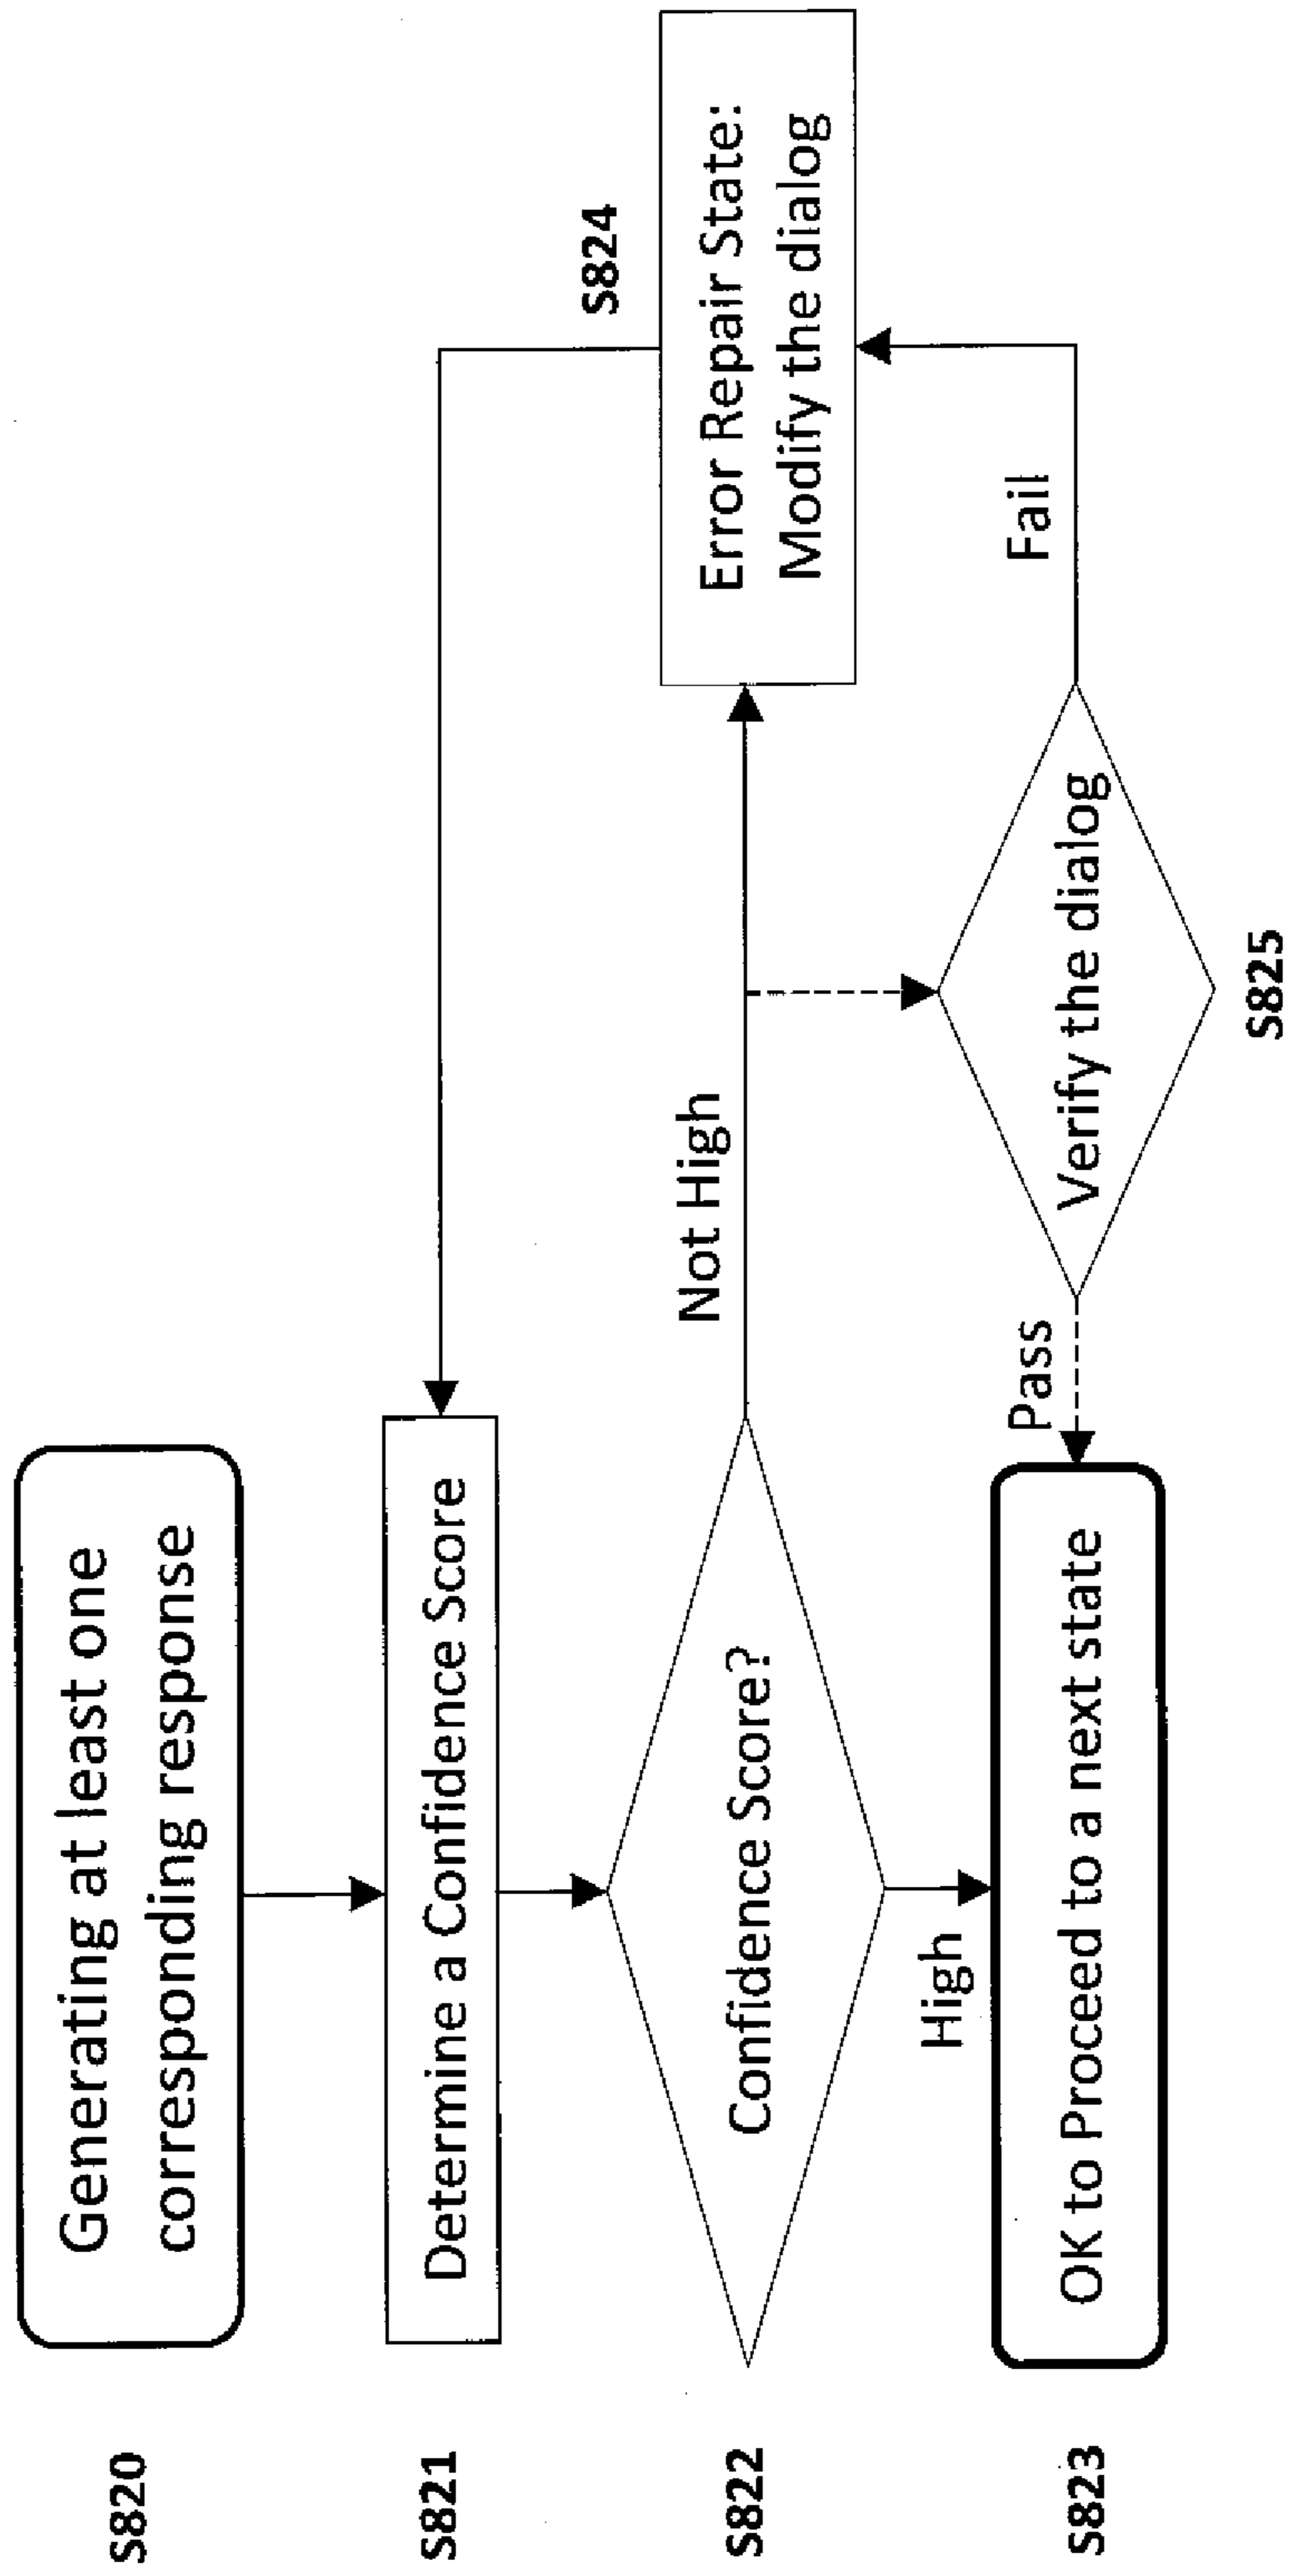 S820
Generating at least one
corresponding response
S821
Determine a Confidence Score
S822
Confidence Score?
Not High
S824
Error Repair State:
Modify the dialog
High
S823
OK to Proceed to a next state
Pass
Verify the dialog
Fail
S825